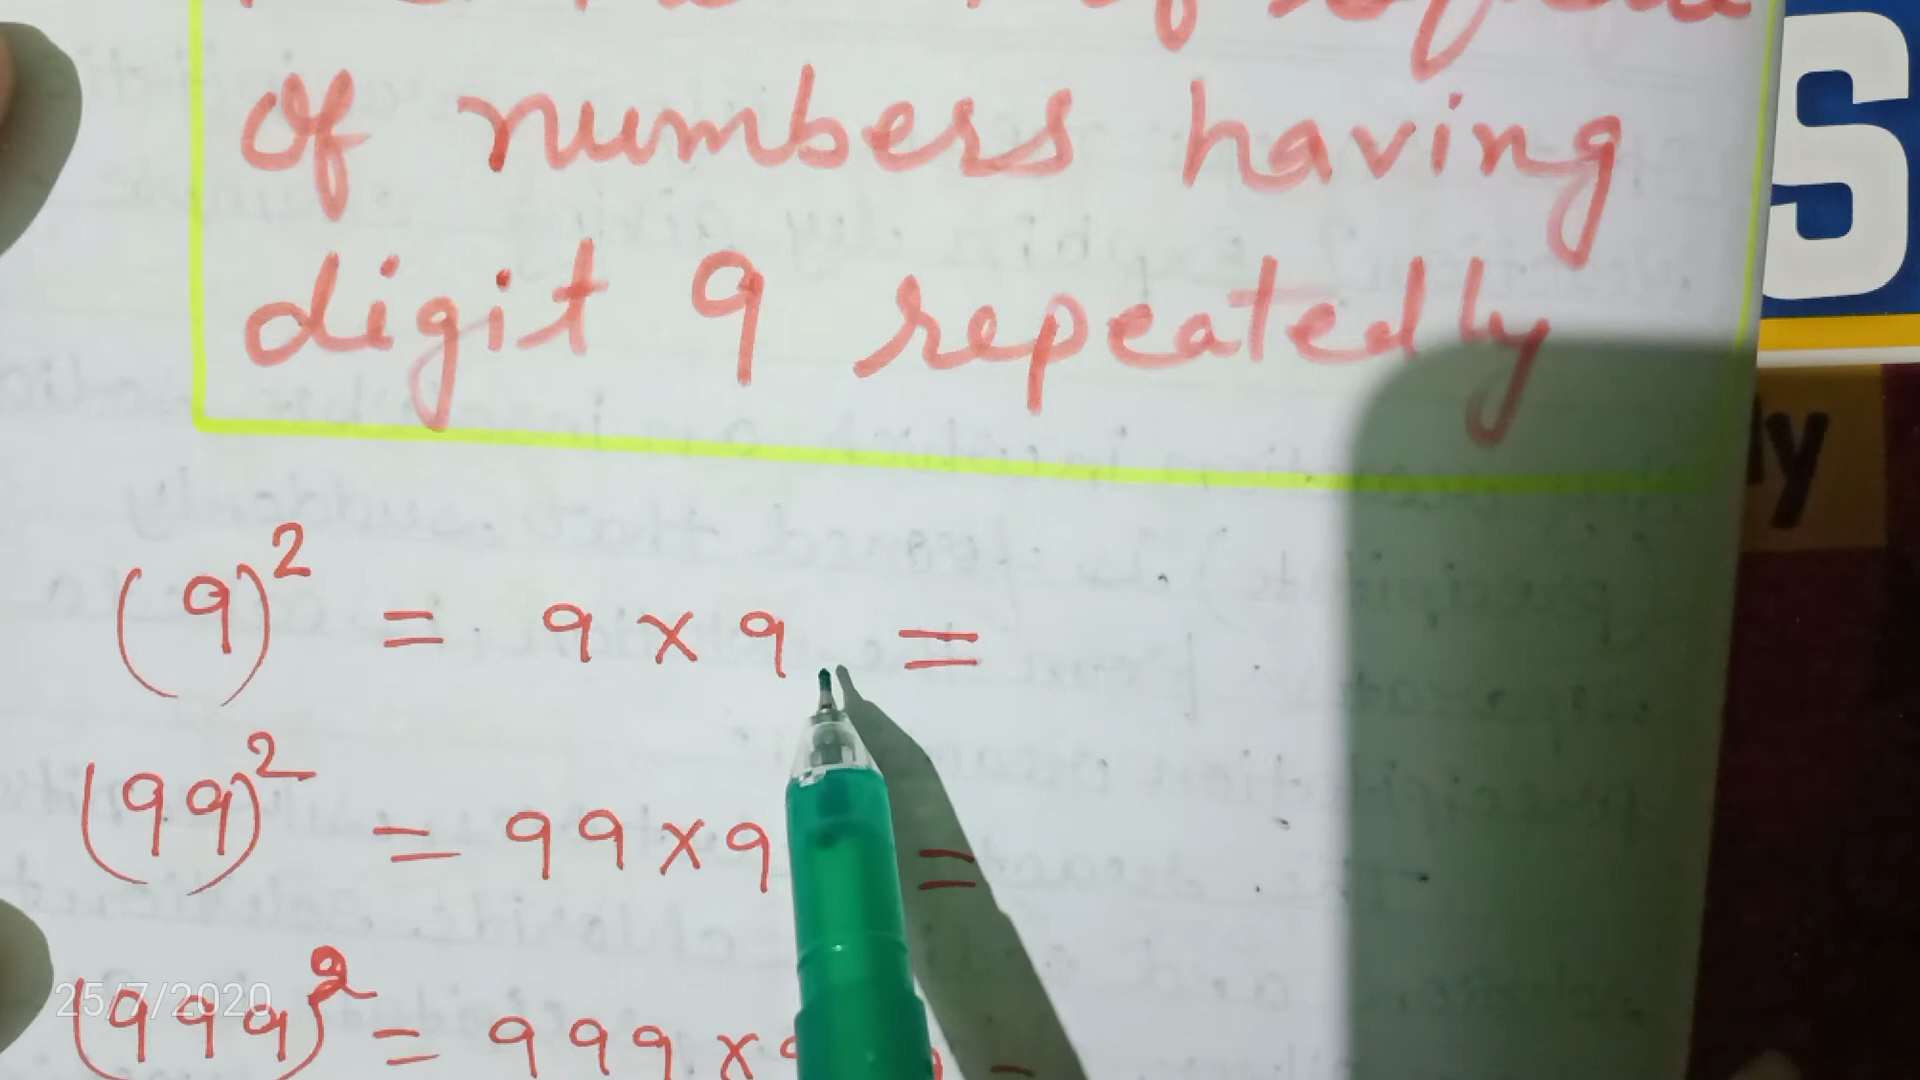 of numbers having
digit 9 repeatedly
(9)² = 9 x 9 =
(99)² = 99 x 9 =
(999)² = 999 x
25/7/2020
S
ly